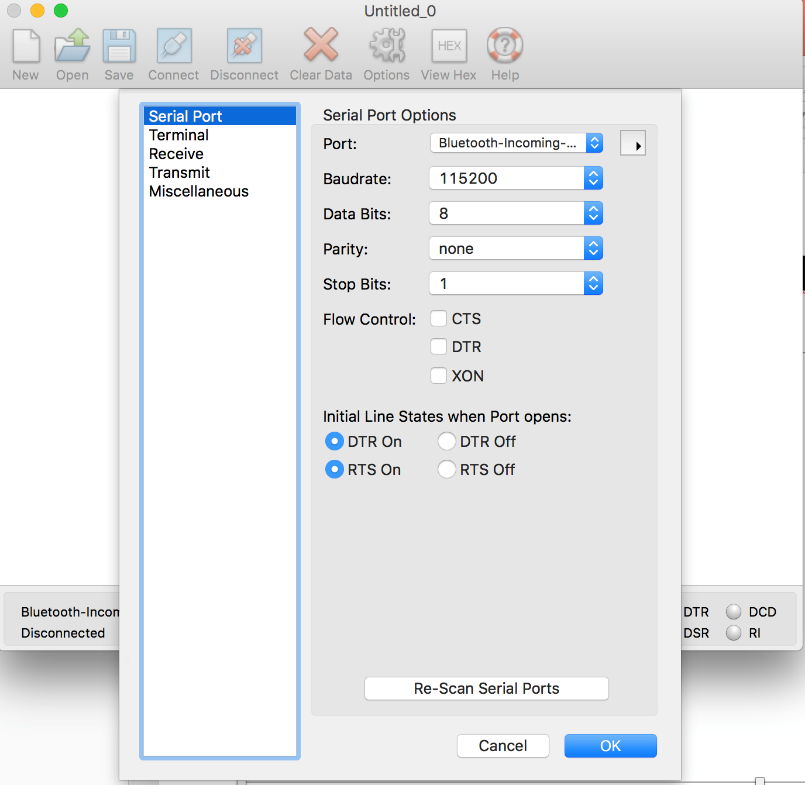 Untitled_0
New Open Save Connect Disconnect Clear Data Options HEX View Hex Help
Serial Port
Terminal
Receive
Transmit
Miscellaneous
Serial Port Options
Port: Bluetooth-Incoming-...
Baudrate: 115200
Data Bits: 8
Parity: none
Stop Bits: 1
Flow Control: CTS
DTR
XON
Initial Line States when Port opens:
DTR On DTR Off
RTS On RTS Off
Bluetooth-Incom
Disconnected
DTR DCD
DSR RI
Re-Scan Serial Ports
Cancel OK